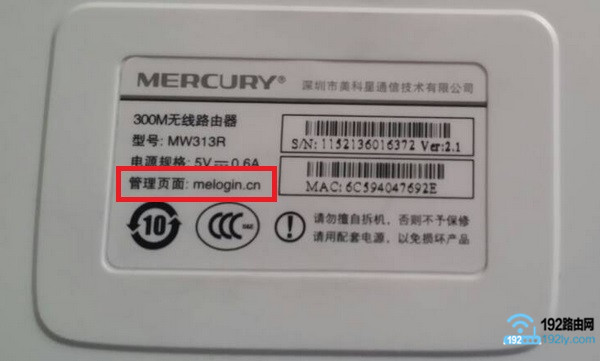 MERCURY® 深圳市美科星通信技术有限公司
300M无线路由器
型号: MW313R
电源规格: 5V⎓0.6A
管理页面: melogin.cn
S/N: 1152136016372 Ver:2.1
MAC: 6C594047692E
10
CCC
S&E
请勿擅自拆机，否则不予保修
请用配套电源，以免损坏产品
192路由网
192
192ly.com